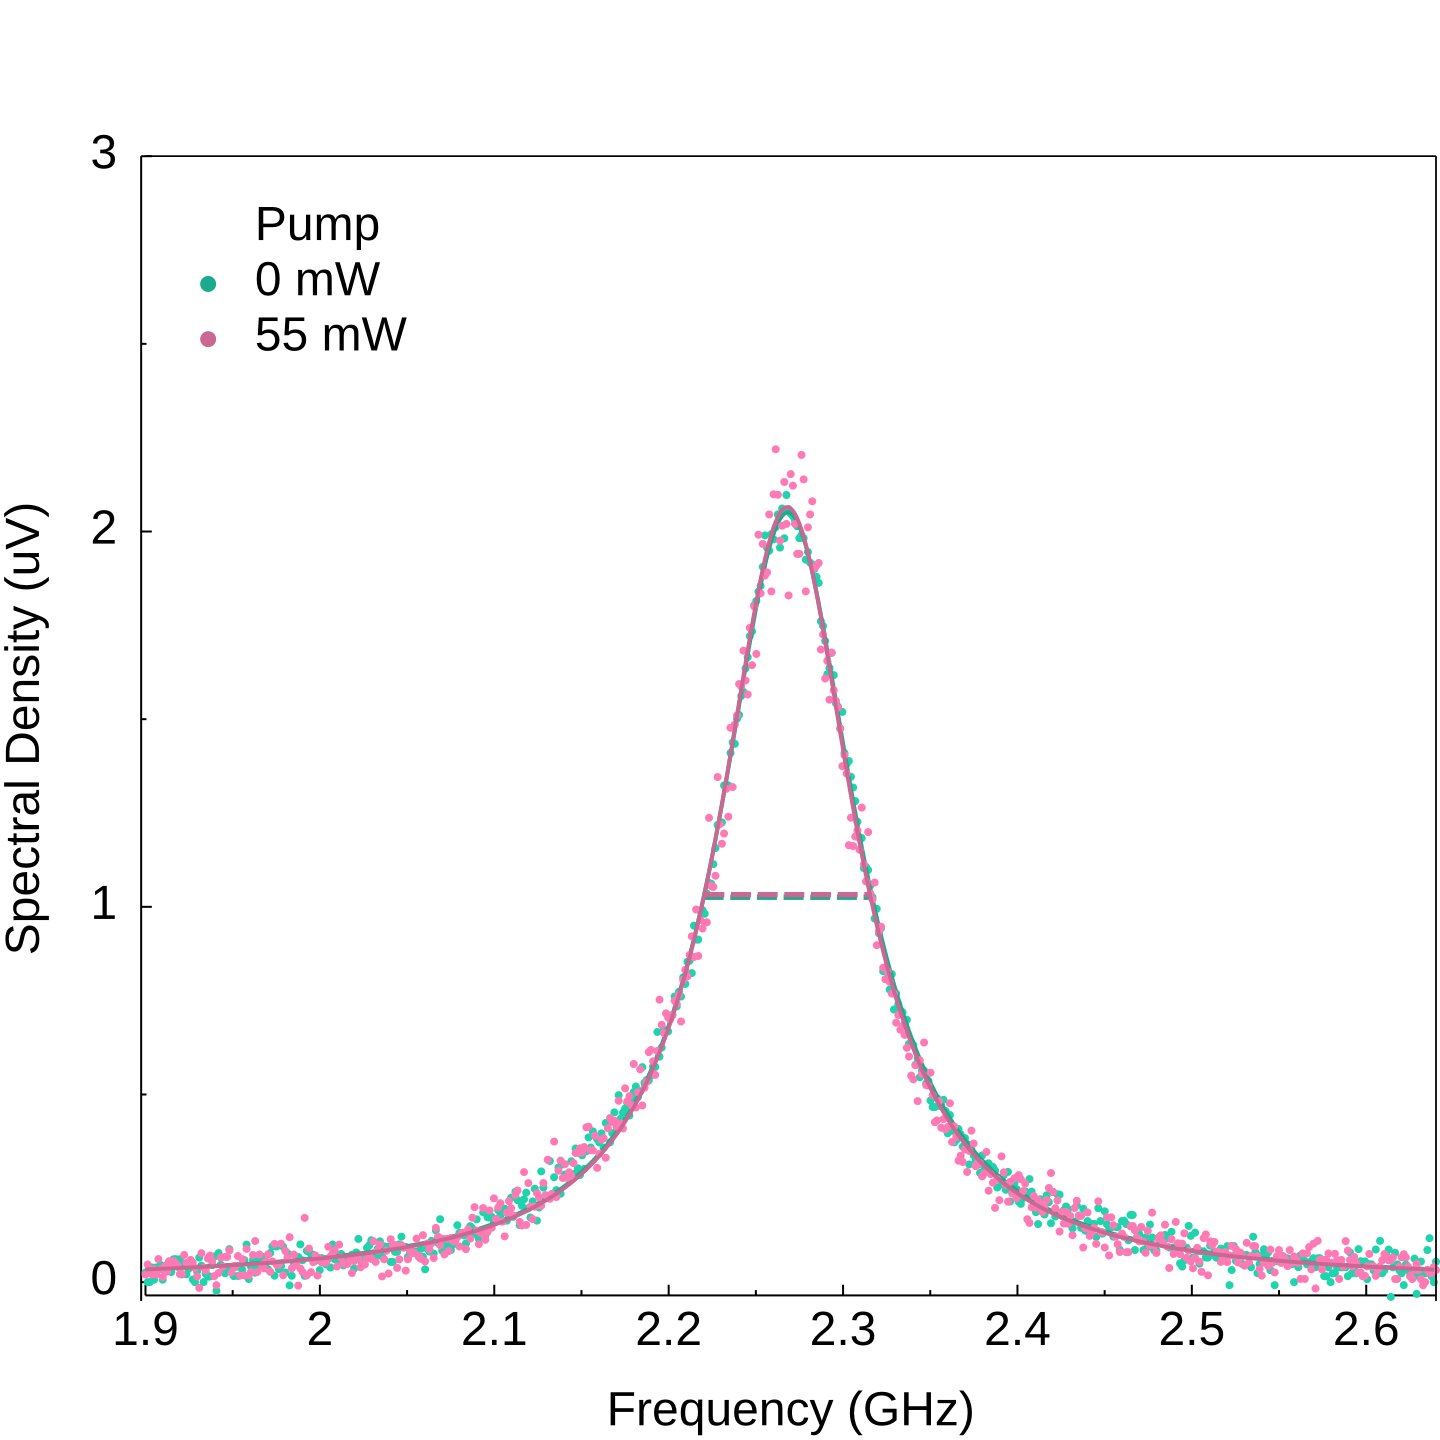 3
Pump
0 mW
55 mW
2
1
0
Spectral Density (uV)
1.9 2 2.1 2.2 2.3 2.4 2.5 2.6
Frequency (GHz)